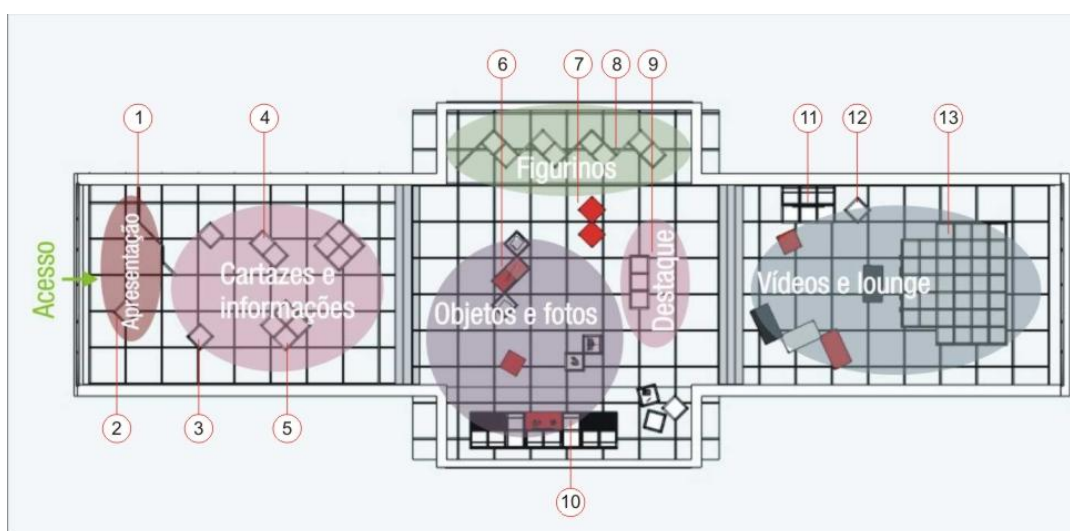 6
7
8
9
1
4
11
12
13
Figurinos
Acesso
Apresentação
Cartazes e
informações
Objetos e fotos
Destaque
Vídeos e lounge
2
3
5
10